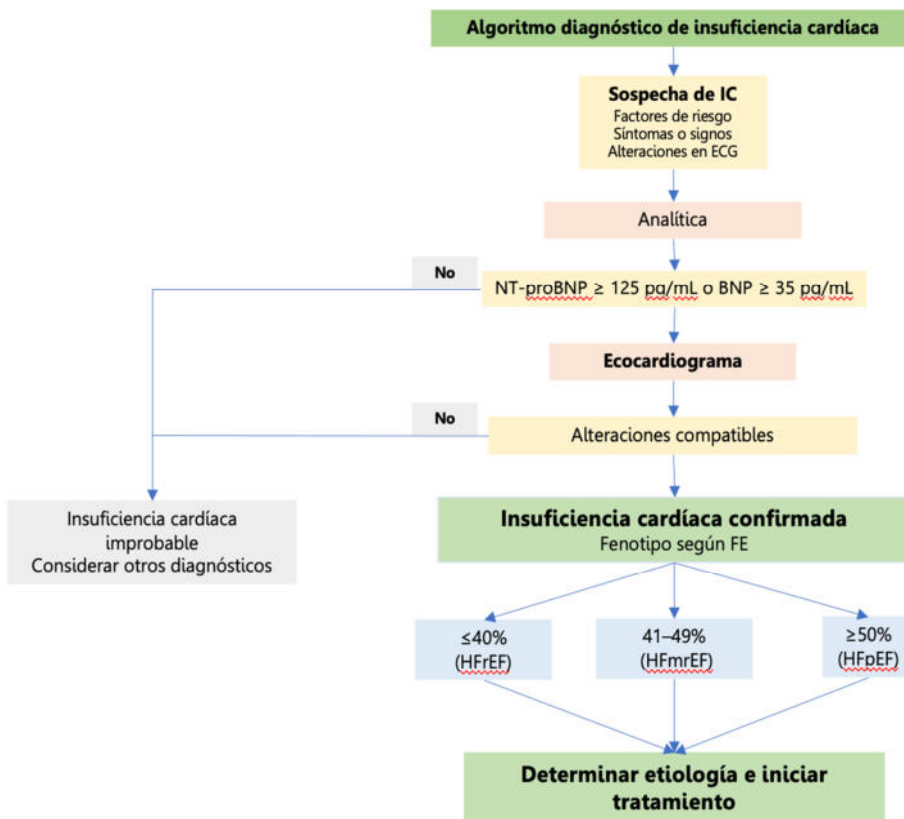 Algoritmo diagnóstico de insuficiencia cardíaca
Sospecha de IC
Factores de riesgo
Síntomas o signos
Alteraciones en ECG
Analítica
No
NT-proBNP ≥ 125 pg/mL o BNP ≥ 35 pg/mL
Ecocardiograma
No
Alteraciones compatibles
Insuficiencia cardíaca
improbable
Considerar otros diagnósticos
Insuficiencia cardíaca confirmada
Fenotipo según FE
≤40%
(HFrEF)
41–49%
(HFmrEF)
≥50%
(HFpEF)
Determinar etiología e iniciar
tratamiento